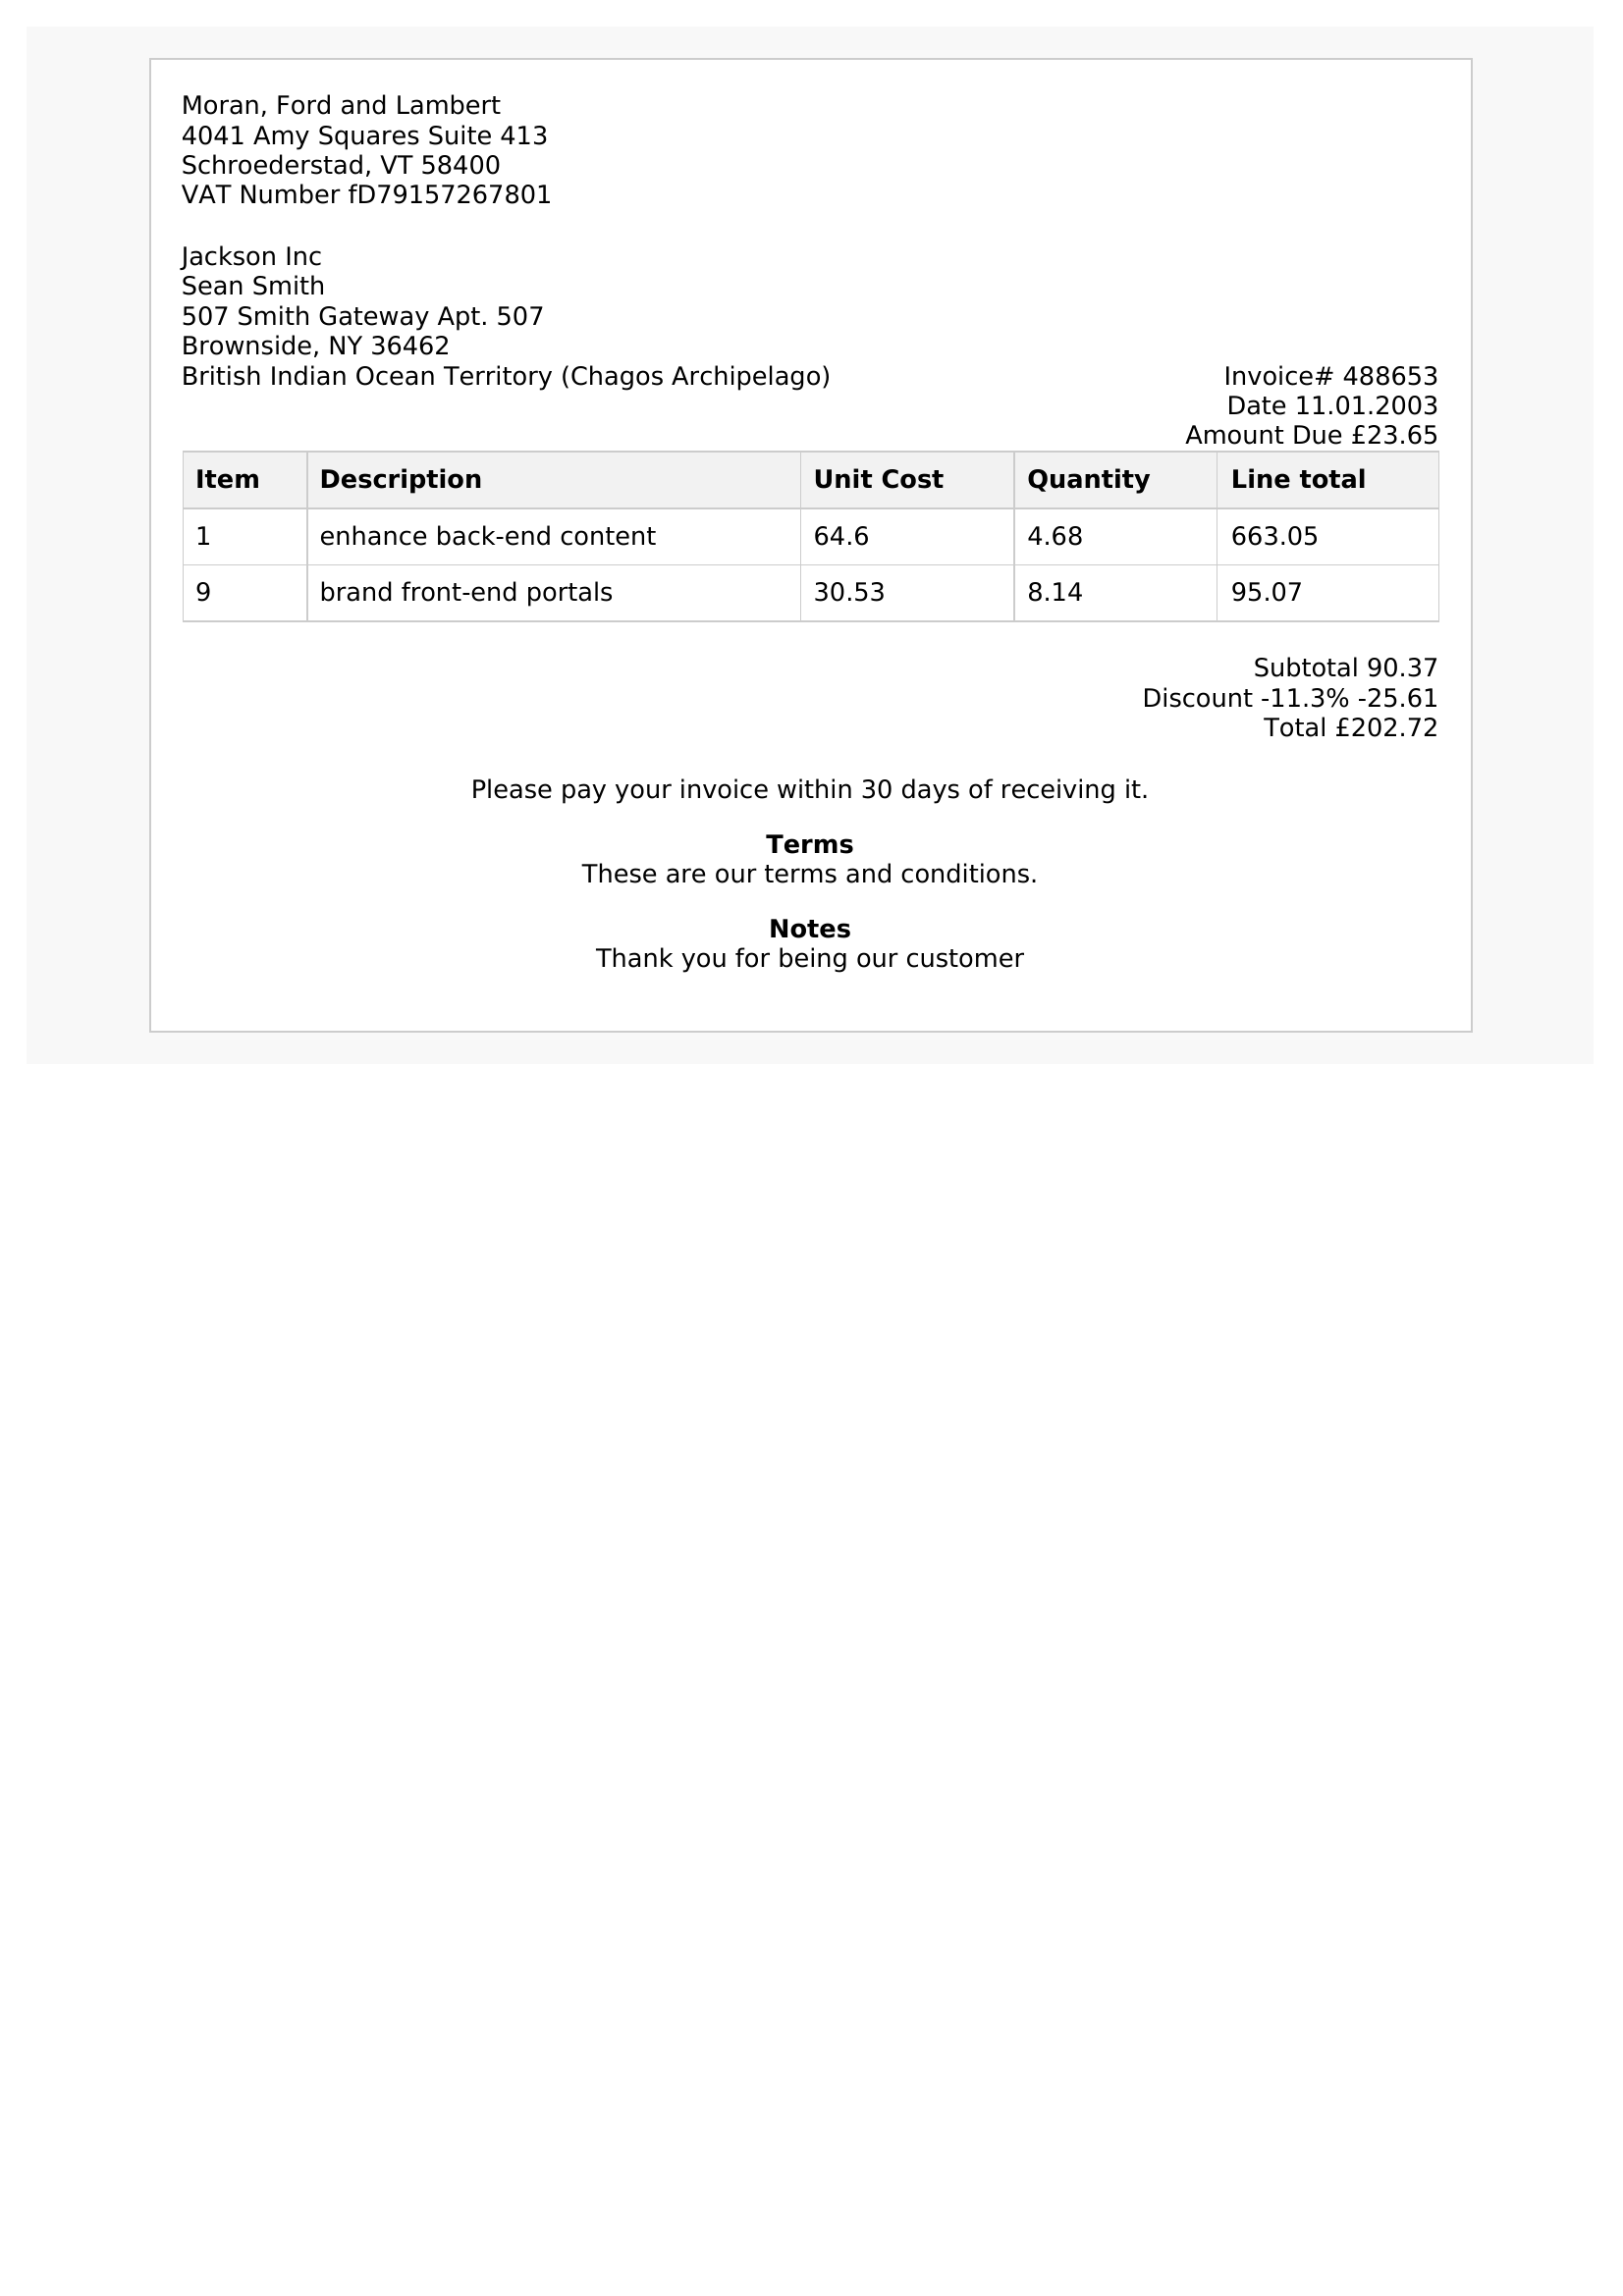 Moran, Ford and Lambert
4041 Amy Squares Suite 413
Schroederstad, VT 58400
VAT Number fD79157267801
Jackson Inc
Sean Smith
507 Smith Gateway Apt. 507
Brownside, NY 36462
British Indian Ocean Territory (Chagos Archipelago)
Invoice# 488653
Date 11.01.2003
Amount Due £23.65
Item Description Unit Cost Quantity Line total
1 enhance back-end content 64.6 4.68 663.05
9 brand front-end portals 30.53 8.14 95.07
Subtotal 90.37
Discount -11.3% -25.61
Total £202.72
Please pay your invoice within 30 days of receiving it.
Terms
These are our terms and conditions.
Notes
Thank you for being our customer